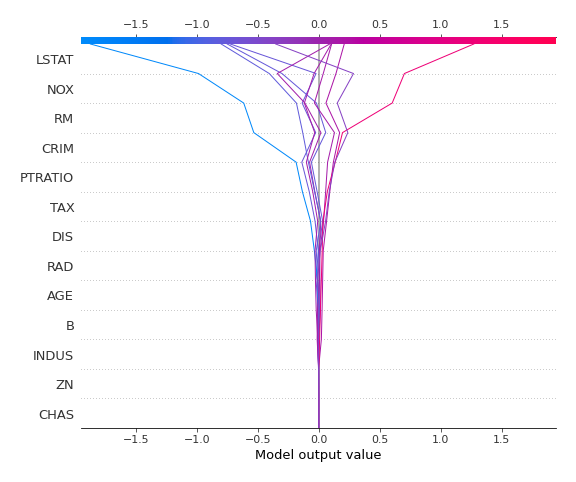 −1.5 −1.0 −0.5 0.0 0.5 1.0 1.5
LSTAT
NOX
RM
CRIM
PTRATIO
TAX
DIS
RAD
AGE
B
INDUS
ZN
CHAS
−1.5 −1.0 −0.5 0.0 0.5 1.0 1.5
Model output value